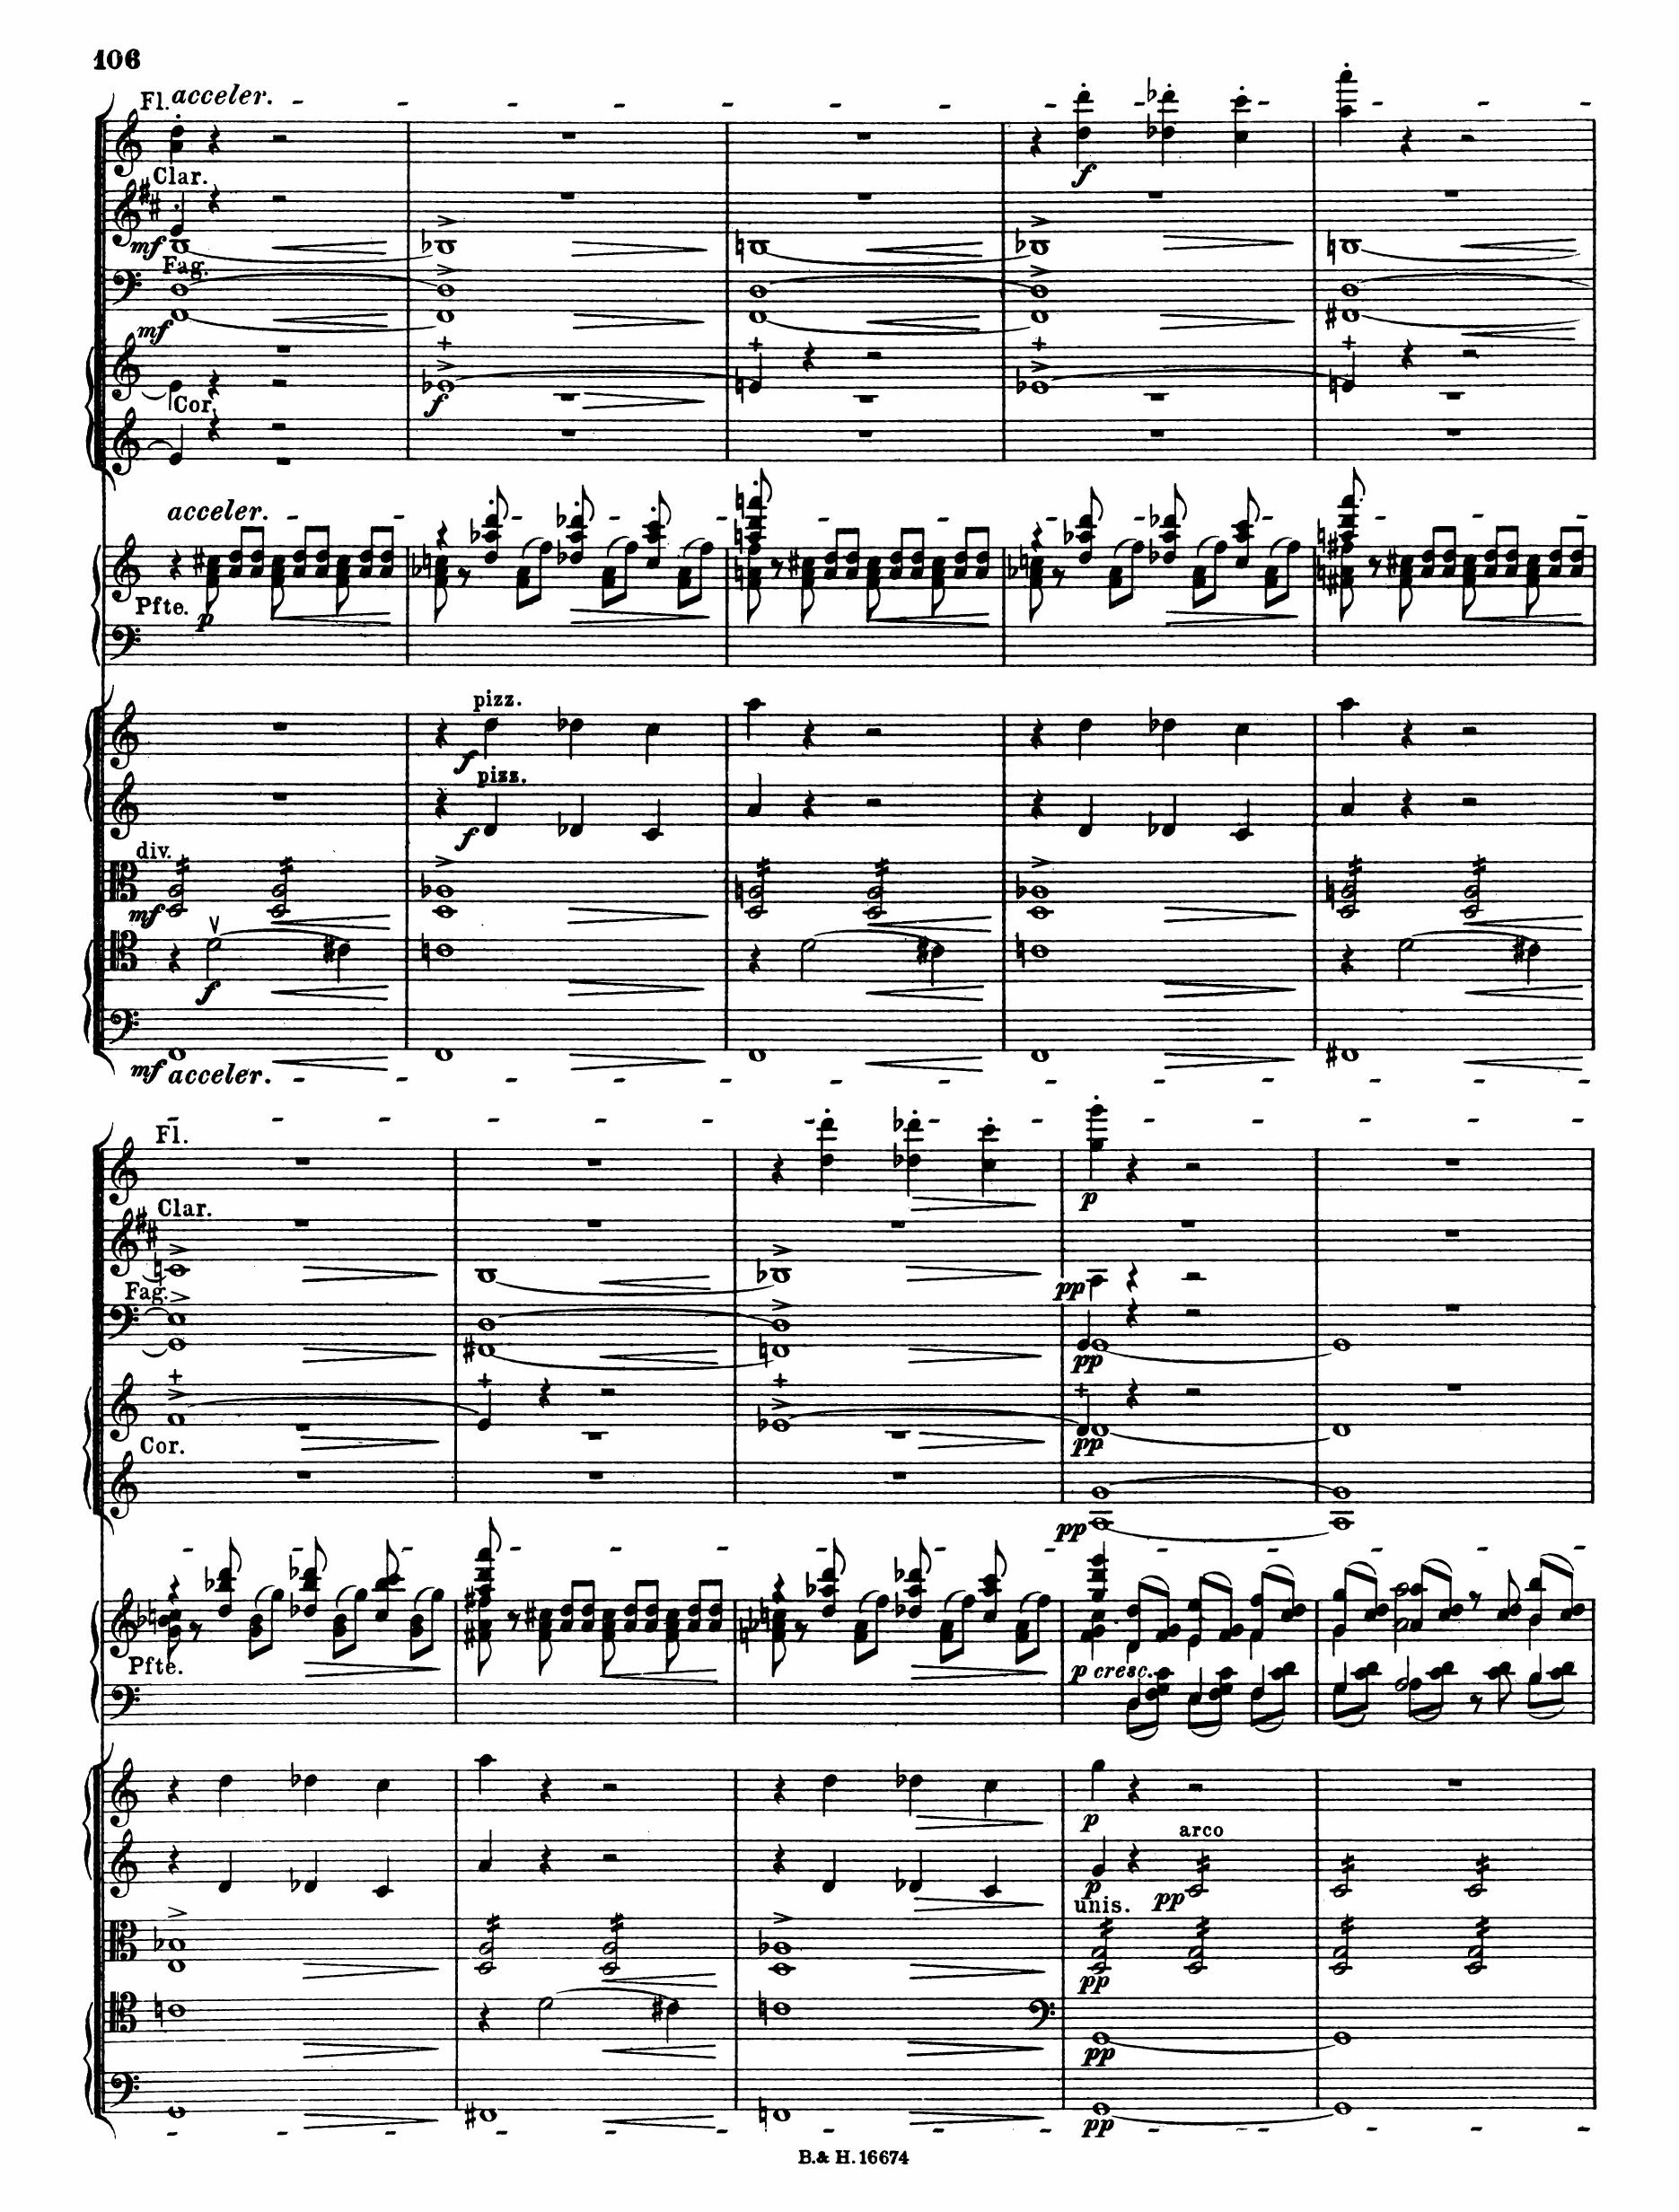 106
Fl. acceler.
Clar.
mf
Fag.
mf
f
Cor.
f
acceler.
Pfte. p
pizz.
f
pizz.
f
div.
mf
f
mf acceler.
Fl.
p
Clar.
pp
Fag.
pp
pp
Cor.
pp
Pfte. p cresc.
p
arco
p pp
unis.
pp
pp
pp
B. & H. 16674